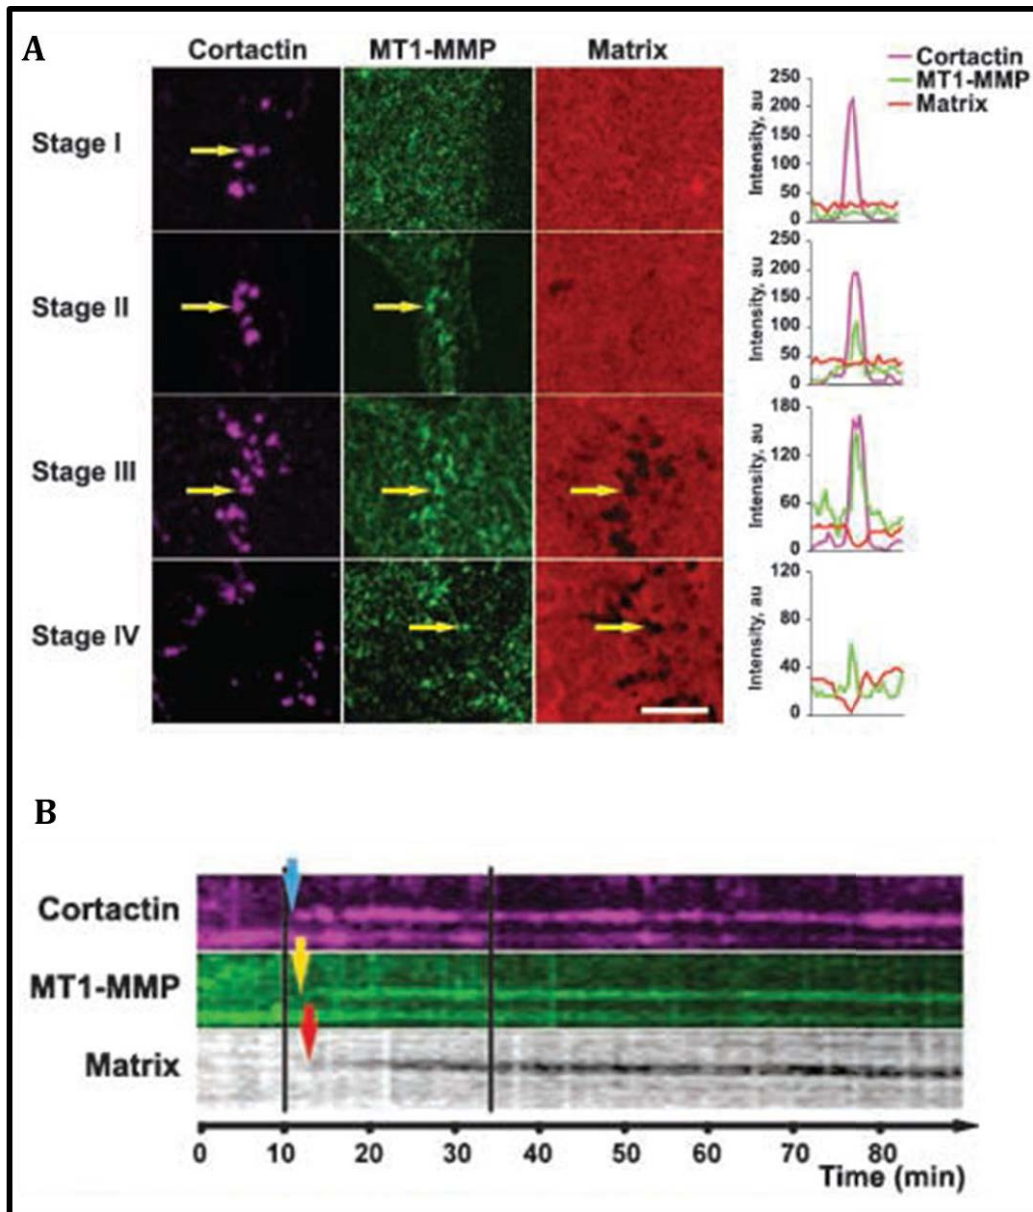 A
Cortactin MT1-MMP Matrix
Cortactin
MT1-MMP
Matrix
Stage I
Intensity, au
250
200
150
100
50
0
Stage II
Intensity, au
250
200
150
100
50
0
Stage III
Intensity, au
180
120
60
0
Stage IV
Intensity, au
120
80
40
0
B
Cortactin
MT1-MMP
Matrix
0 10 20 30 40 50 60 70 80
Time (min)